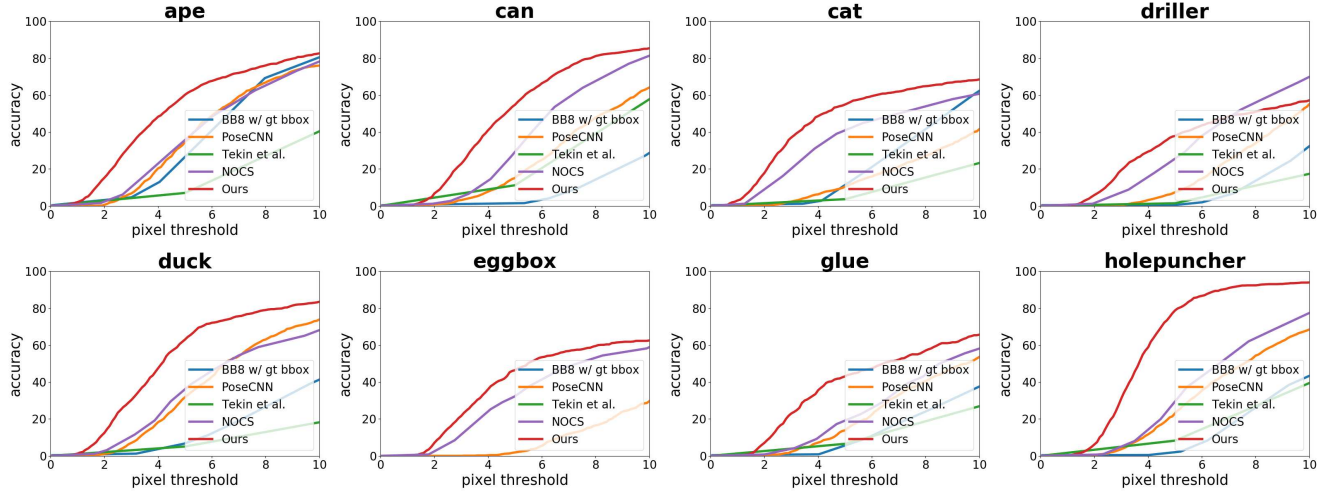 ape
accuracy
100
80
60
40
20
0
BB8 w/ gt bbox
PoseCNN
Tekin et al.
NOCS
Ours
0 2 4 6 8 10
pixel threshold
can
accuracy
100
80
60
40
20
0
BB8 w/ gt bbox
PoseCNN
Tekin et al.
NOCS
Ours
0 2 4 6 8 10
pixel threshold
cat
accuracy
100
80
60
40
20
0
BB8 w/ gt bbox
PoseCNN
Tekin et al.
NOCS
Ours
0 2 4 6 8 10
pixel threshold
driller
accuracy
100
80
60
40
20
0
BB8 w/ gt bbox
PoseCNN
Tekin et al.
NOCS
Ours
0 2 4 6 8 10
pixel threshold
duck
accuracy
100
80
60
40
20
0
BB8 w/ gt bbox
PoseCNN
Tekin et al.
NOCS
Ours
0 2 4 6 8 10
pixel threshold
eggbox
accuracy
100
80
60
40
20
0
BB8 w/ gt bbox
PoseCNN
Tekin et al.
NOCS
Ours
0 2 4 6 8 10
pixel threshold
glue
accuracy
100
80
60
40
20
0
BB8 w/ gt bbox
PoseCNN
Tekin et al.
NOCS
Ours
0 2 4 6 8 10
pixel threshold
holepuncher
accuracy
100
80
60
40
20
0
BB8 w/ gt bbox
PoseCNN
Tekin et al.
NOCS
Ours
0 2 4 6 8 10
pixel threshold